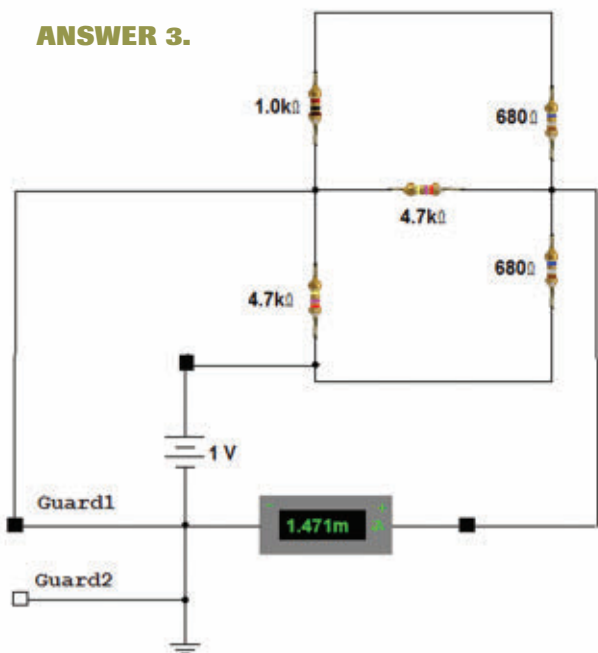 ANSWER 3.
1.0kΩ
680Ω
4.7kΩ
680Ω
4.7kΩ
1 V
Guard1
- +
1.471m A
Guard2